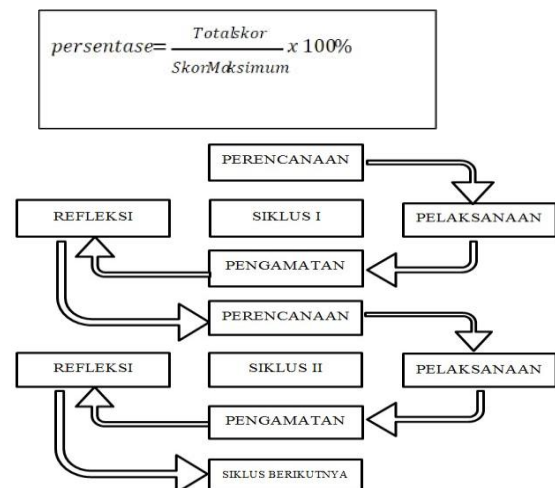 persentase= Totalskor / SkorMaksimum x 100%
PERENCANAAN
REFLEKSI SIKLUS I PELAKSANAAN
PENGAMATAN
PERENCANAAN
REFLEKSI SIKLUS II PELAKSANAAN
PENGAMATAN
SIKLUS BERIKUTNYA